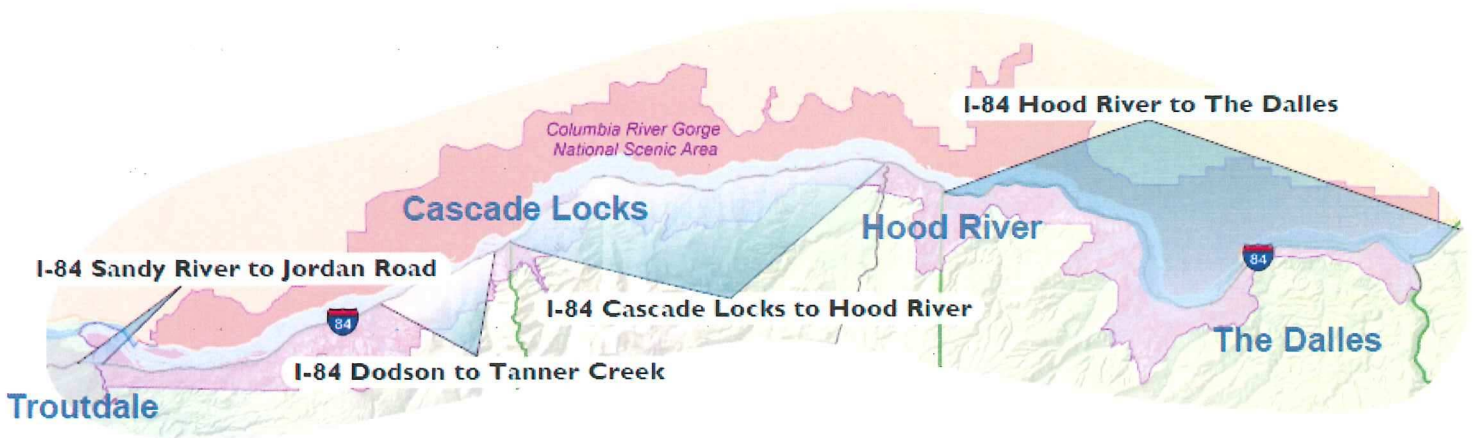 I-84 Hood River to The Dalles
Columbia River Gorge
National Scenic Area
Cascade Locks
Hood River
I-84 Sandy River to Jordan Road
84
I-84 Cascade Locks to Hood River
84
The Dalles
I-84 Dodson to Tanner Creek
Troutdale